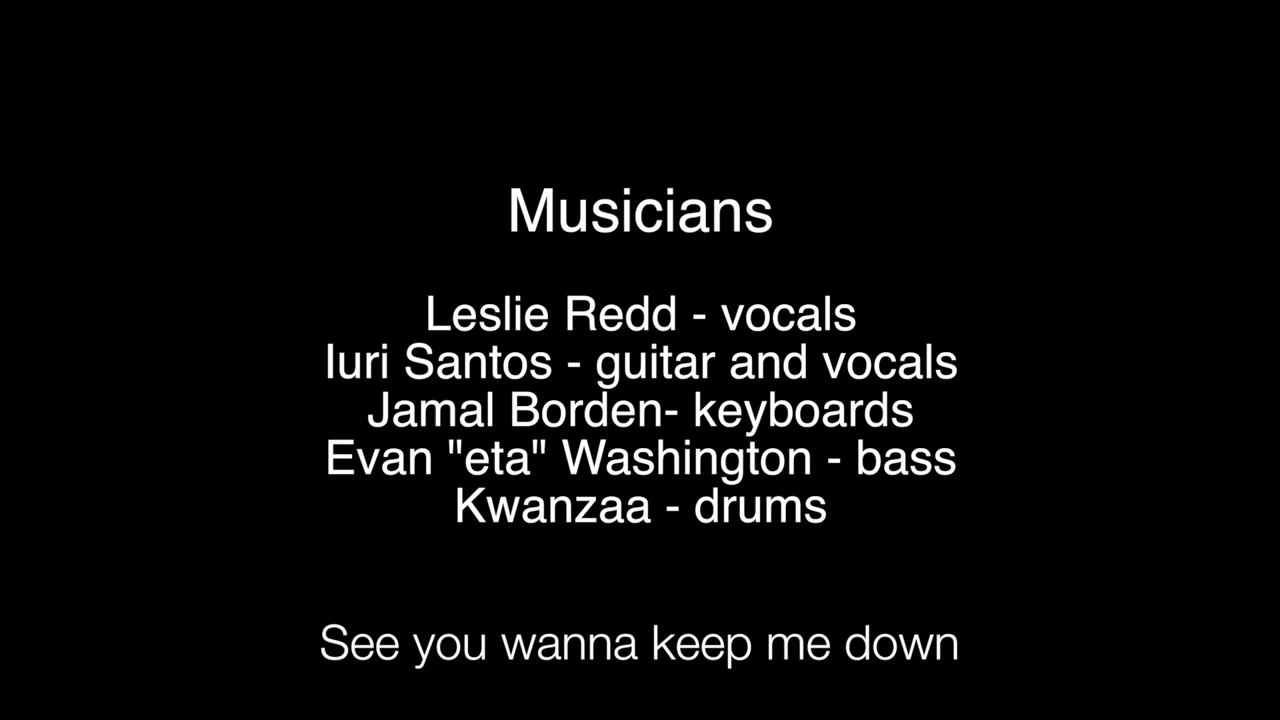 Musicians
Leslie Redd - vocals
Iuri Santos - guitar and vocals
Jamal Borden- keyboards
Evan "eta" Washington - bass
Kwanzaa - drums
See you wanna keep me down